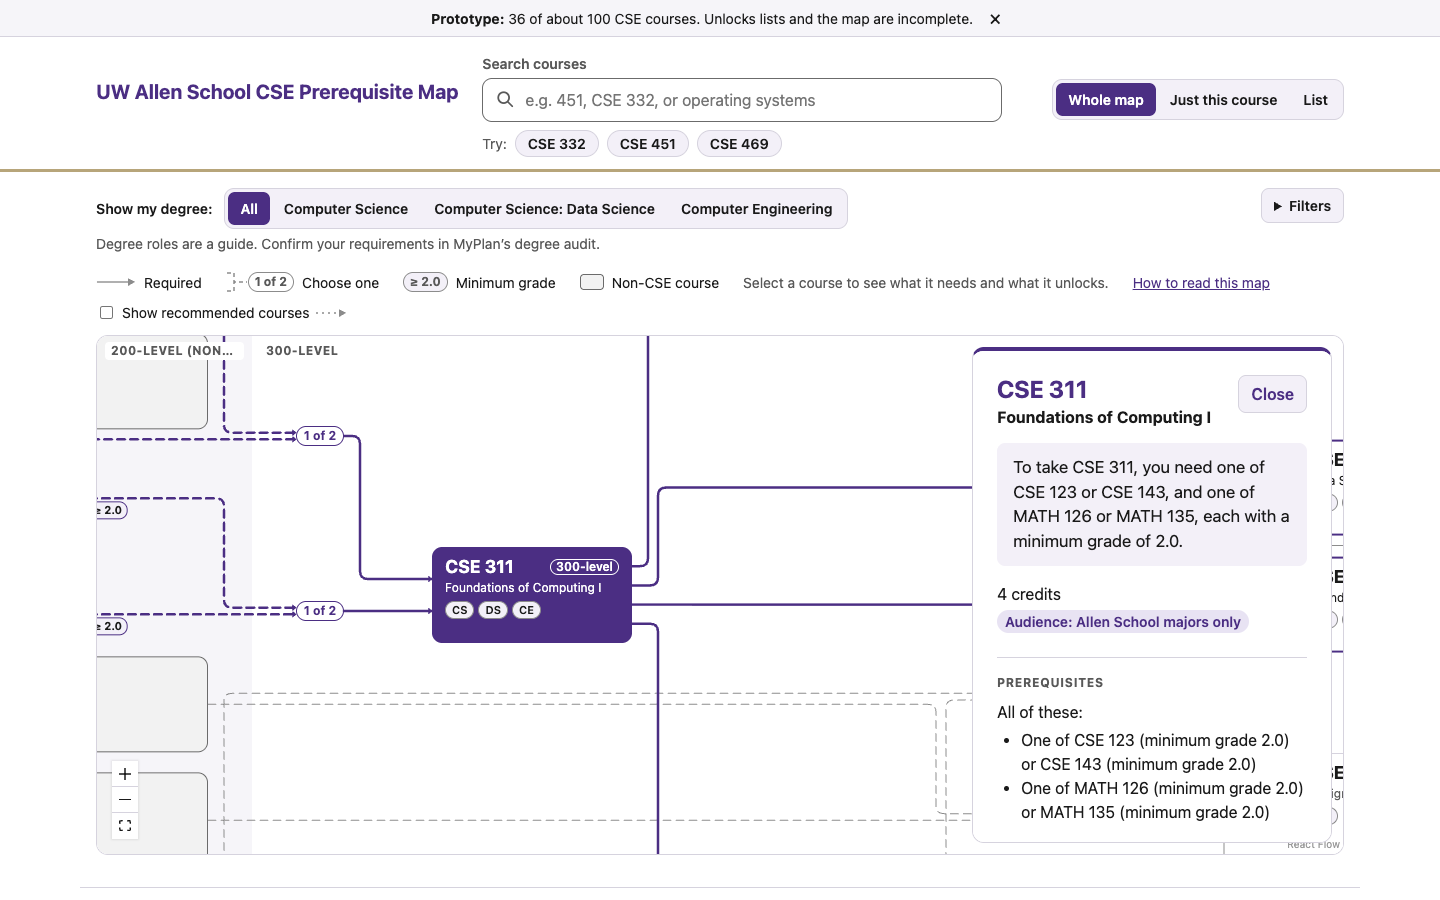 Prototype: 36 of about 100 CSE courses. Unlocks lists and the map are incomplete. ✕
UW Allen School CSE Prerequisite Map
Search courses
e.g. 451, CSE 332, or operating systems
Try: CSE 332 CSE 451 CSE 469
Whole map Just this course List
Show my degree: All Computer Science Computer Science: Data Science Computer Engineering
Filters
Degree roles are a guide. Confirm your requirements in MyPlan's degree audit.
Required 1 of 2 Choose one ≥ 2.0 Minimum grade Non-CSE course Select a course to see what it needs and what it unlocks. How to read this map
Show recommended courses
200-LEVEL (NON... 300-LEVEL
1 of 2
≥ 2.0
1 of 2
≥ 2.0
CSE 311 300-level
Foundations of Computing I
CS DS CE
CSE 311
Close
Foundations of Computing I
To take CSE 311, you need one of
CSE 123 or CSE 143, and one of
MATH 126 or MATH 135, each with a
minimum grade of 2.0.
4 credits
Audience: Allen School majors only
PREREQUISITES
All of these:
• One of CSE 123 (minimum grade 2.0)
or CSE 143 (minimum grade 2.0)
• One of MATH 126 (minimum grade 2.0)
or MATH 135 (minimum grade 2.0)
React Flow